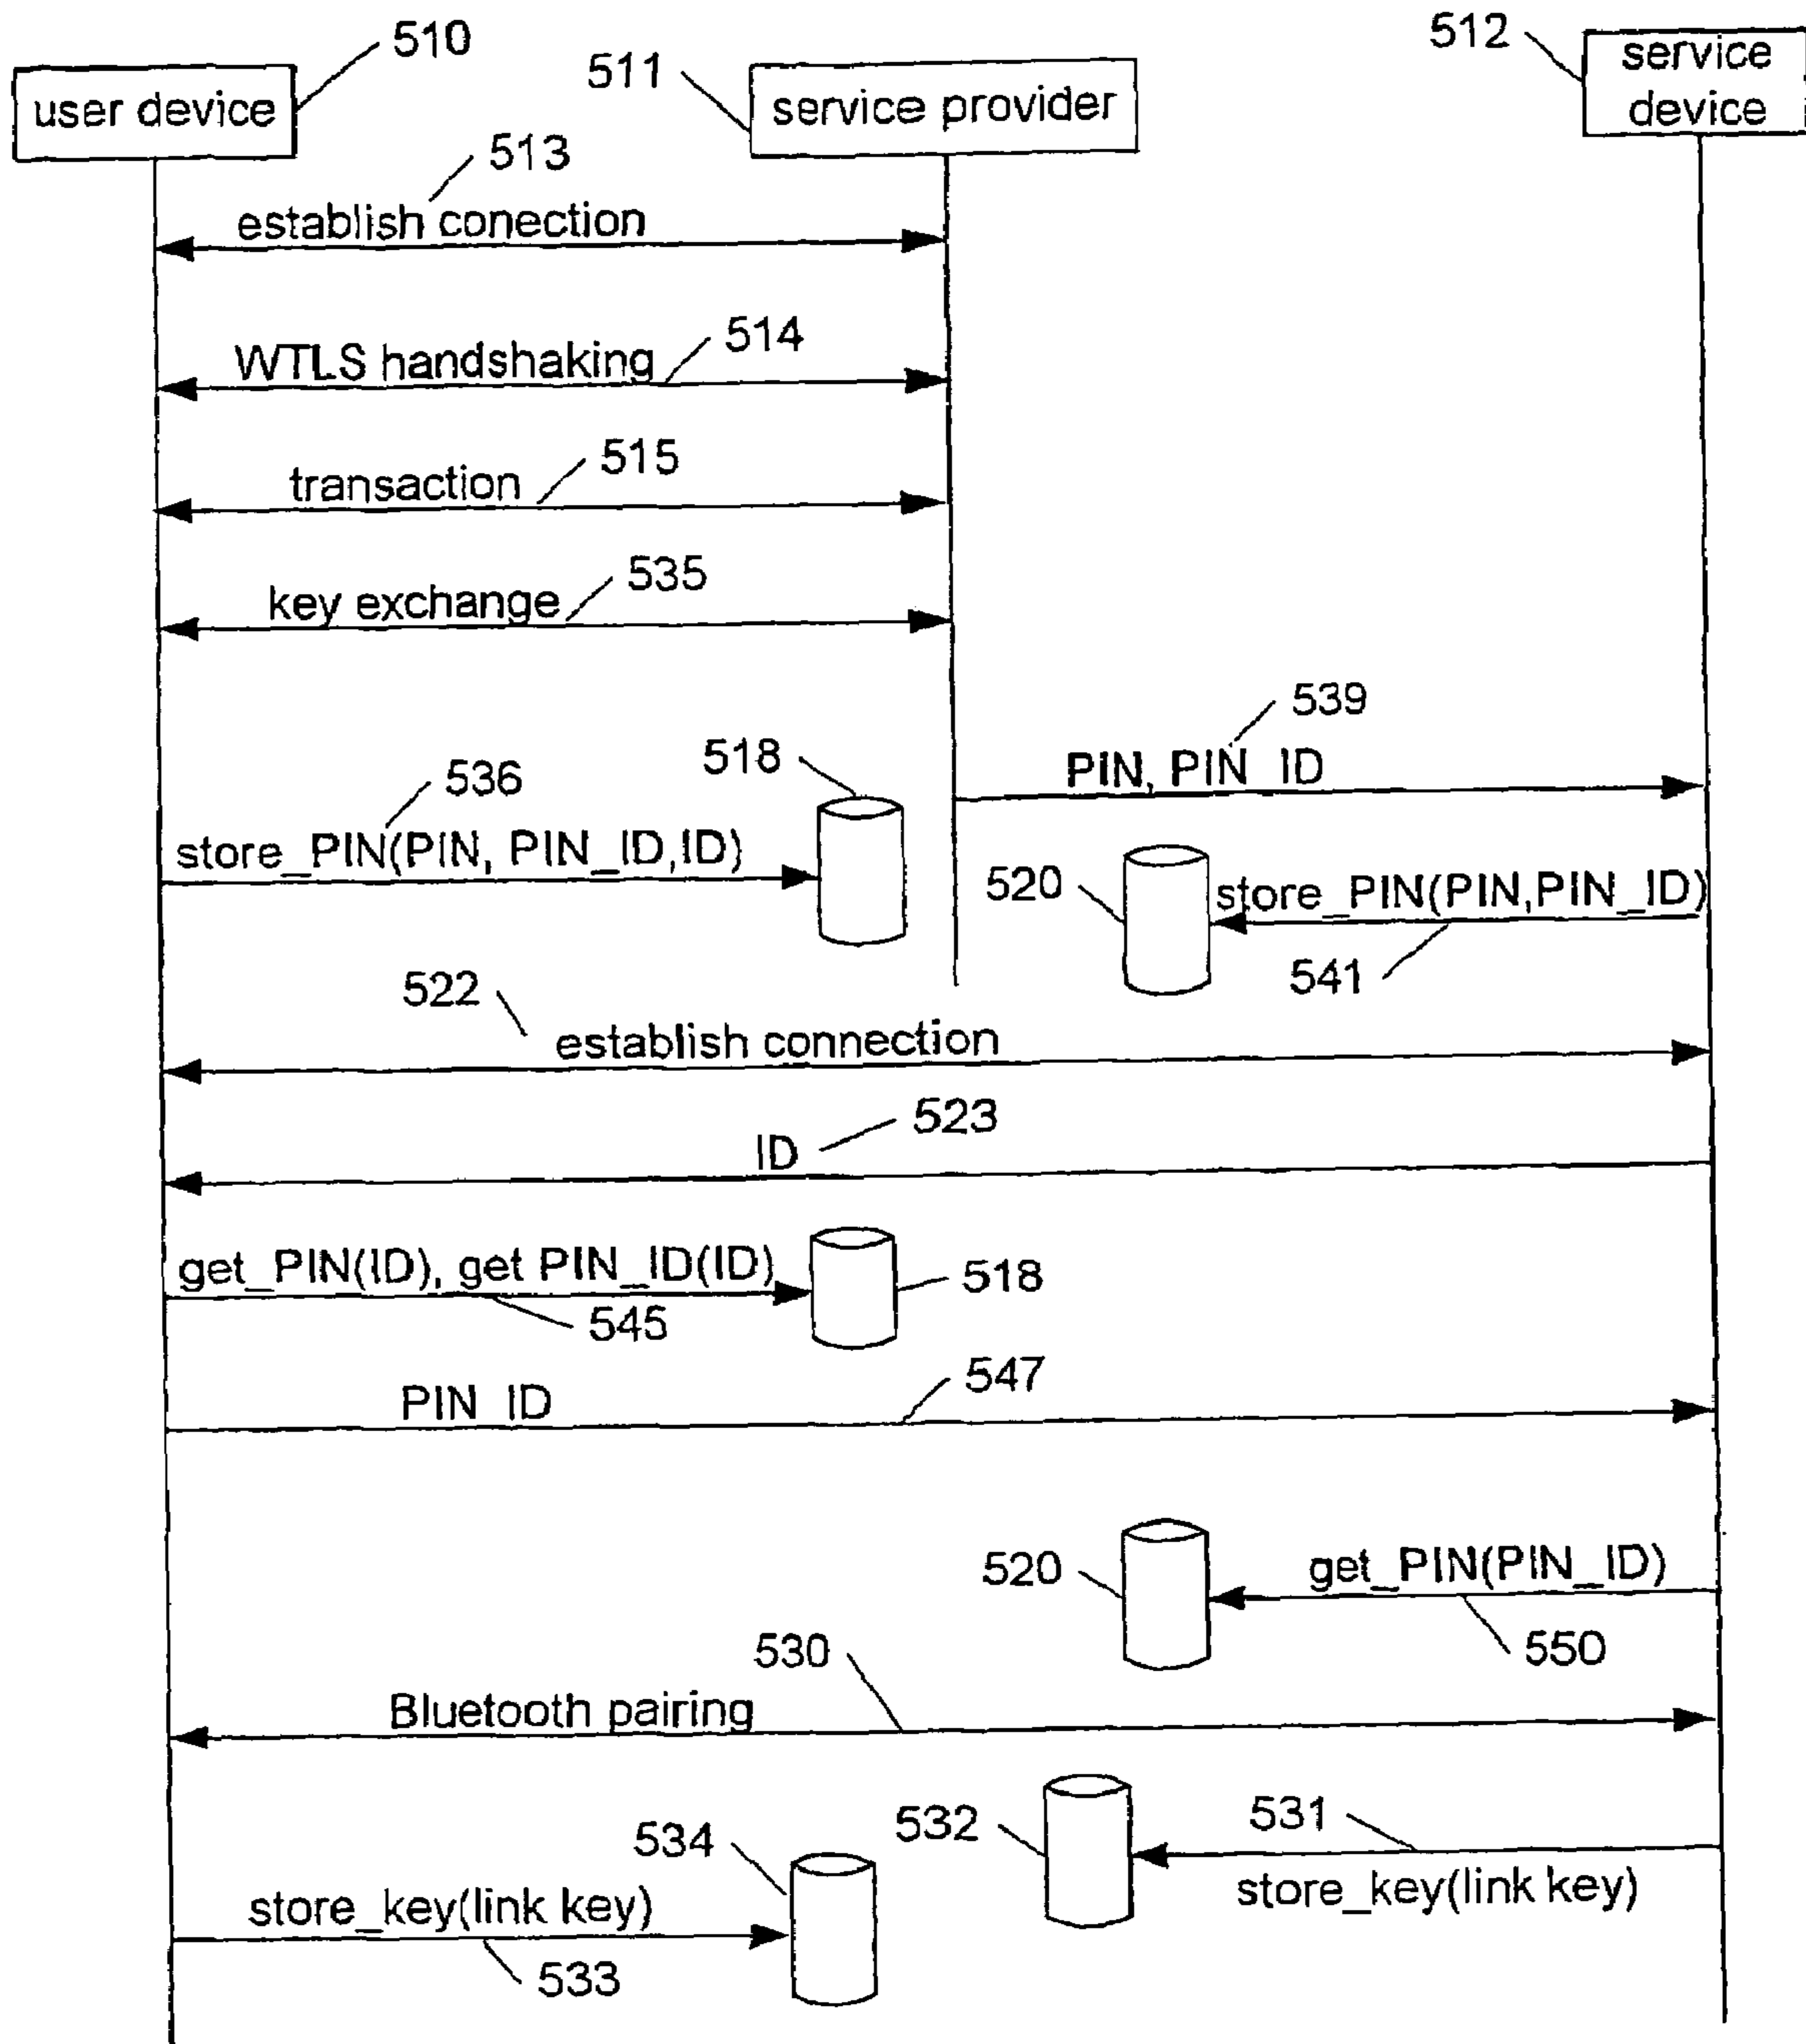 510
user device
511
service provider
512
service
device
513
establish conection
514
WTLS handshaking
515
transaction
535
key exchange
539
PIN, PIN_ID
518
536
store_PIN(PIN, PIN_ID,ID)
520
store_PIN(PIN,PIN_ID)
541
522
establish connection
523
ID
get_PIN(ID), get PIN_ID(ID)
518
545
547
PIN_ID
520
get_PIN(PIN_ID)
550
530
Bluetooth pairing
534
532
531
store_key(link key)
store_key(link key)
533